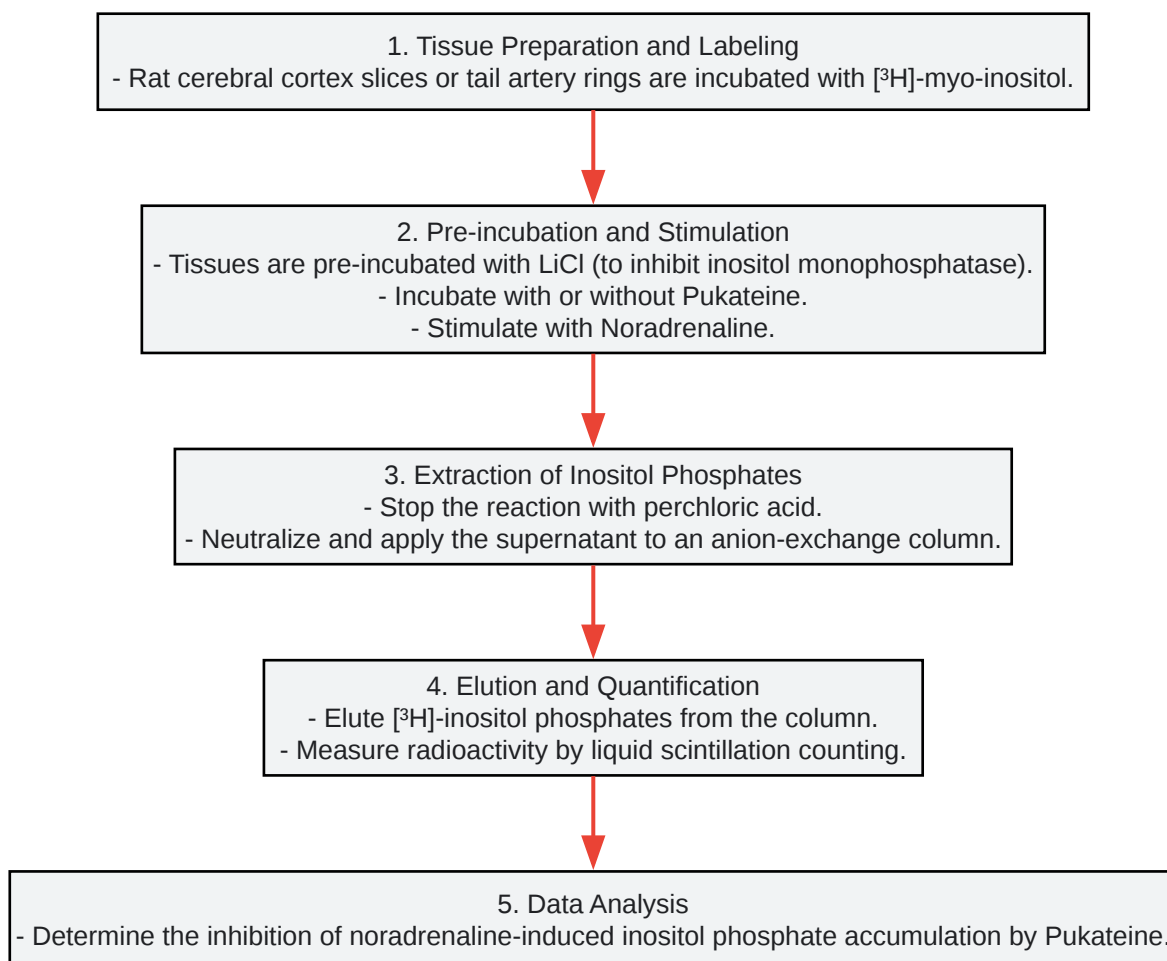 1. Tissue Preparation and Labeling
- Rat cerebral cortex slices or tail artery rings are incubated with [³H]-myo-inositol.
2. Pre-incubation and Stimulation
- Tissues are pre-incubated with LiCl (to inhibit inositol monophosphatase).
- Incubate with or without Pukateine.
- Stimulate with Noradrenaline.
3. Extraction of Inositol Phosphates
- Stop the reaction with perchloric acid.
- Neutralize and apply the supernatant to an anion-exchange column.
4. Elution and Quantification
- Elute [³H]-inositol phosphates from the column.
- Measure radioactivity by liquid scintillation counting.
5. Data Analysis
- Determine the inhibition of noradrenaline-induced inositol phosphate accumulation by Pukateine.